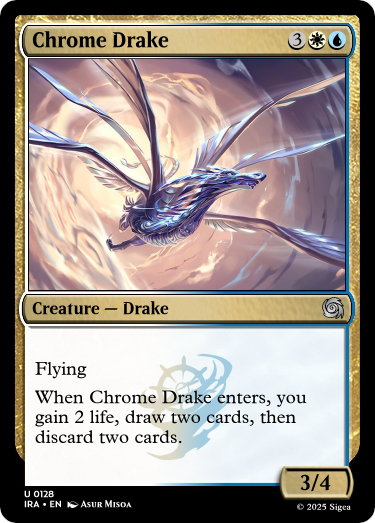 Chrome Drake 3
Creature — Drake
Flying
When Chrome Drake enters, you
gain 2 life, draw two cards, then
discard two cards.
3/4
U 0128
IRA • EN Asur Misoa
© 2025 Sigea